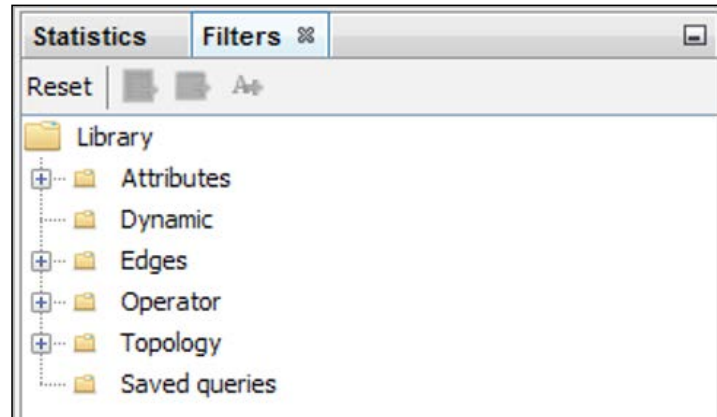 Statistics Filters
Reset
Library
Attributes
Dynamic
Edges
Operator
Topology
Saved queries